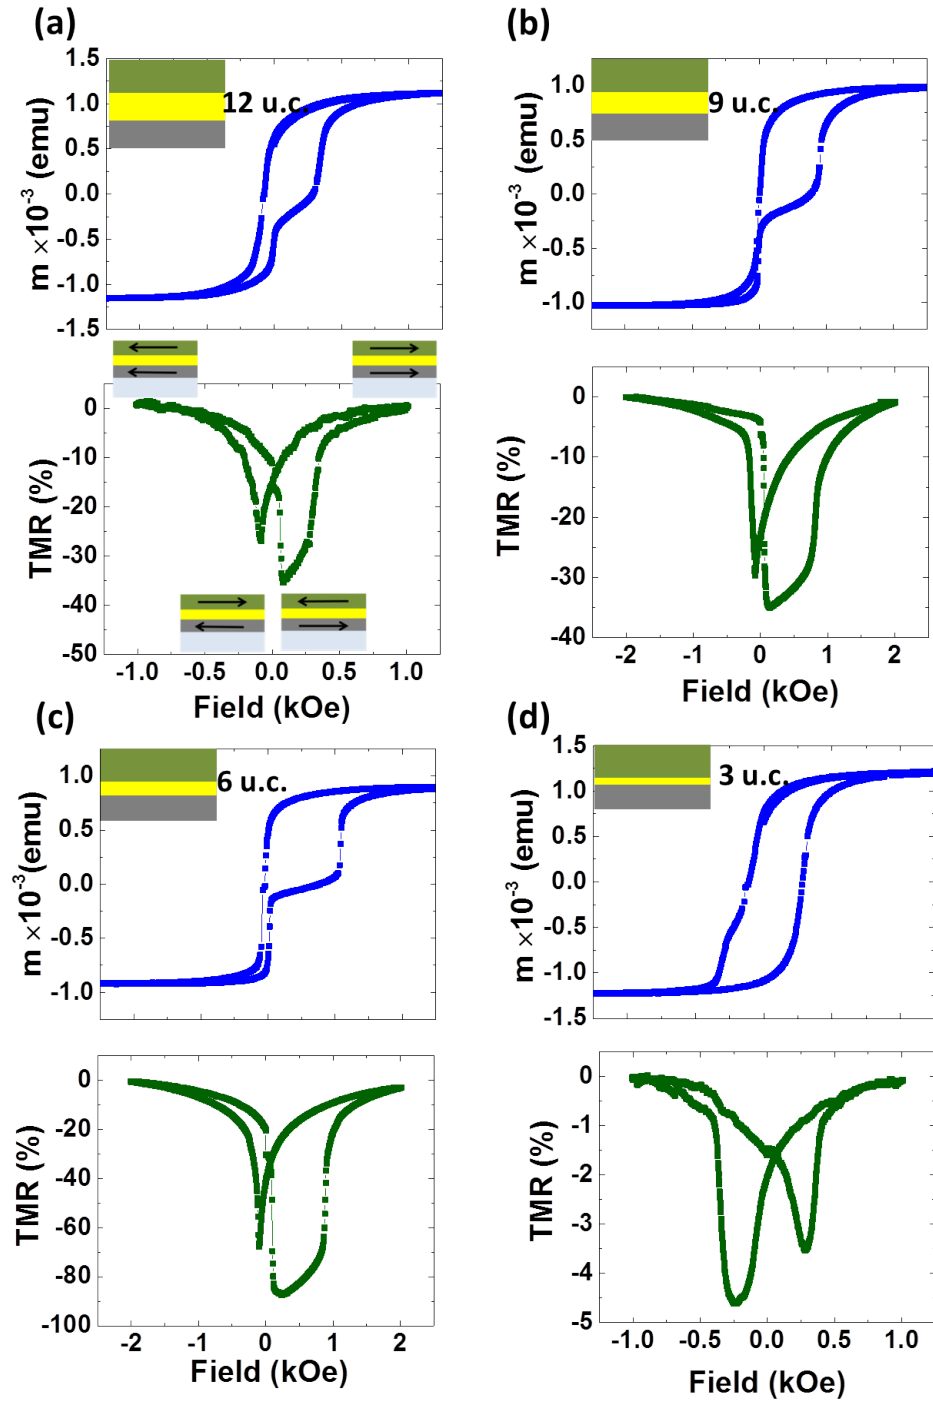 (a)
12 u.c.
m ×10⁻³ (emu)
1.5
1.0
0.5
0.0
-0.5
-1.0
-1.5
TMR (%)
0
-10
-20
-30
-40
-50
-1.0 -0.5 0.0 0.5 1.0
Field (kOe)
(b)
9 u.c.
m ×10⁻³ (emu)
1.0
0.5
0.0
-0.5
-1.0
TMR (%)
0
-10
-20
-30
-40
-2 -1 0 1 2
Field (kOe)
(c)
6 u.c.
m ×10⁻³(emu)
1.0
0.5
0.0
-0.5
-1.0
TMR (%)
0
-20
-40
-60
-80
-100
-2 -1 0 1 2
Field (kOe)
(d)
3 u.c.
m ×10⁻³ (emu)
1.5
1.0
0.5
0.0
-0.5
-1.0
-1.5
TMR (%)
0
-1
-2
-3
-4
-5
-1.0 -0.5 0.0 0.5 1.0
Field (kOe)